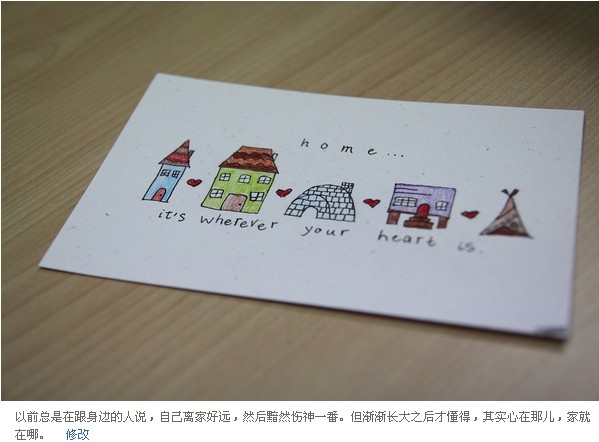 home...
it's wherever your heart is.
以前总是在跟身边的人说，自己离家好远，然后黯然伤神一番。但渐渐长大之后才懂得，其实心在那儿，家就
在哪。 修改